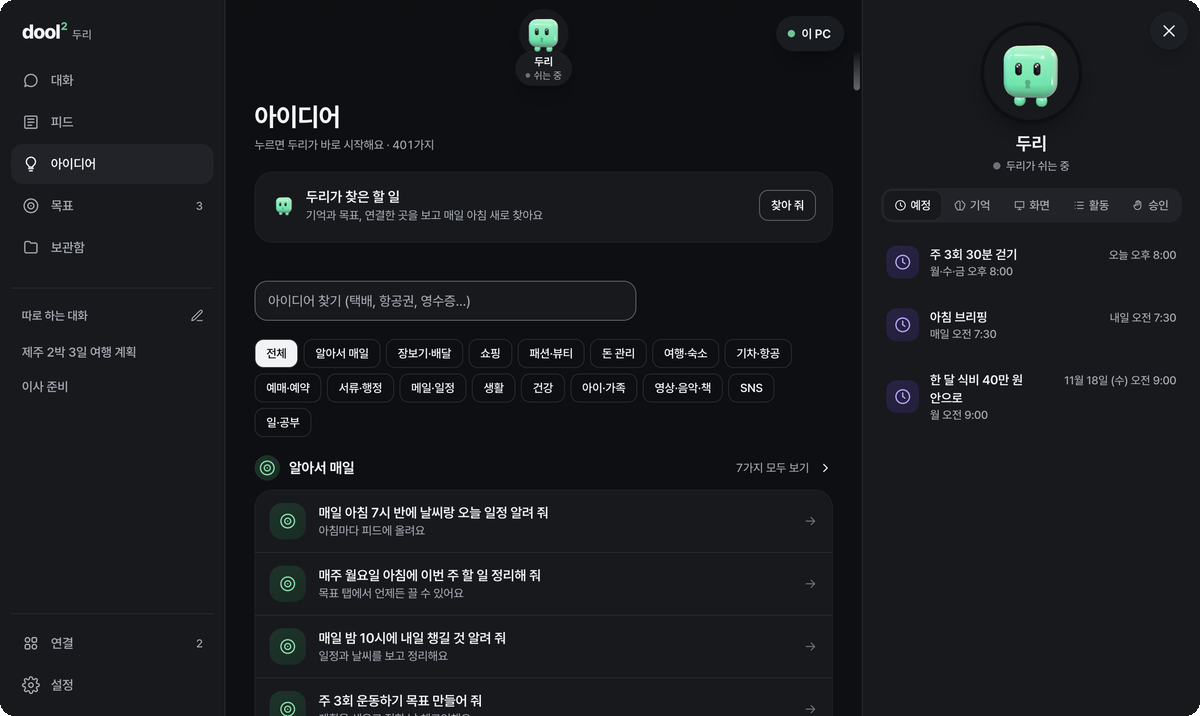 dool² 두리
대화
피드
아이디어
목표 3
보관함
따로 하는 대화
제주 2박 3일 여행 계획
이사 준비
연결 2
설정
두리
쉬는 중
이 PC
아이디어
누르면 두리가 바로 시작해요 · 401가지
두리가 찾은 할 일
기억과 목표, 연결한 곳을 보고 매일 아침 새로 찾아요
찾아 줘
아이디어 찾기 (택배, 항공권, 영수증...)
전체 알아서 매일 장보기·배달 쇼핑 패션·뷰티 돈 관리 여행·숙소 기차·항공
예매·예약 서류·행정 메일·일정 생활 건강 아이·가족 영상·음악·책 SNS
일·공부
알아서 매일 7가지 모두 보기
매일 아침 7시 반에 날씨랑 오늘 일정 알려 줘
아침마다 피드에 올려요
매주 월요일 아침에 이번 주 할 일 정리해 줘
목표 탭에서 언제든 끌 수 있어요
매일 밤 10시에 내일 챙길 것 알려 줘
일정과 날씨를 보고 정리해요
주 3회 운동하기 목표 만들어 줘
두리
두리가 쉬는 중
예정 기억 화면 활동 승인
주 3회 30분 걷기 오늘 오후 8:00
월·수·금 오후 8:00
아침 브리핑 내일 오전 7:30
매일 오전 7:30
한 달 식비 40만 원 11월 18일 (수) 오전 9:00
안으로
월 오전 9:00